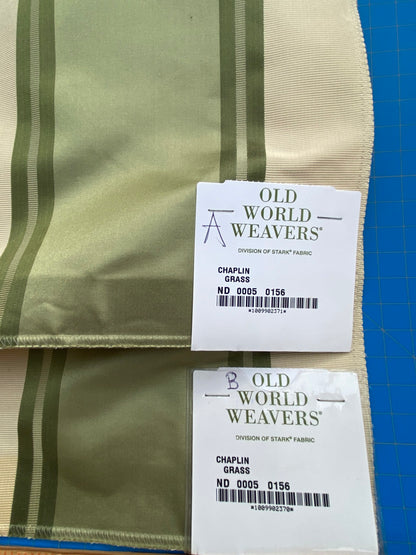 A
OLD
WORLD
WEAVERS®
DIVISION OF STARK® FABRIC
CHAPLIN
GRASS
ND 0005 0156
*1009902371*
B
OLD
WORLD
WEAVERS®
DIVISION OF STARK® FABRIC
CHAPLIN
GRASS
ND 0005 0156
*1009902370*